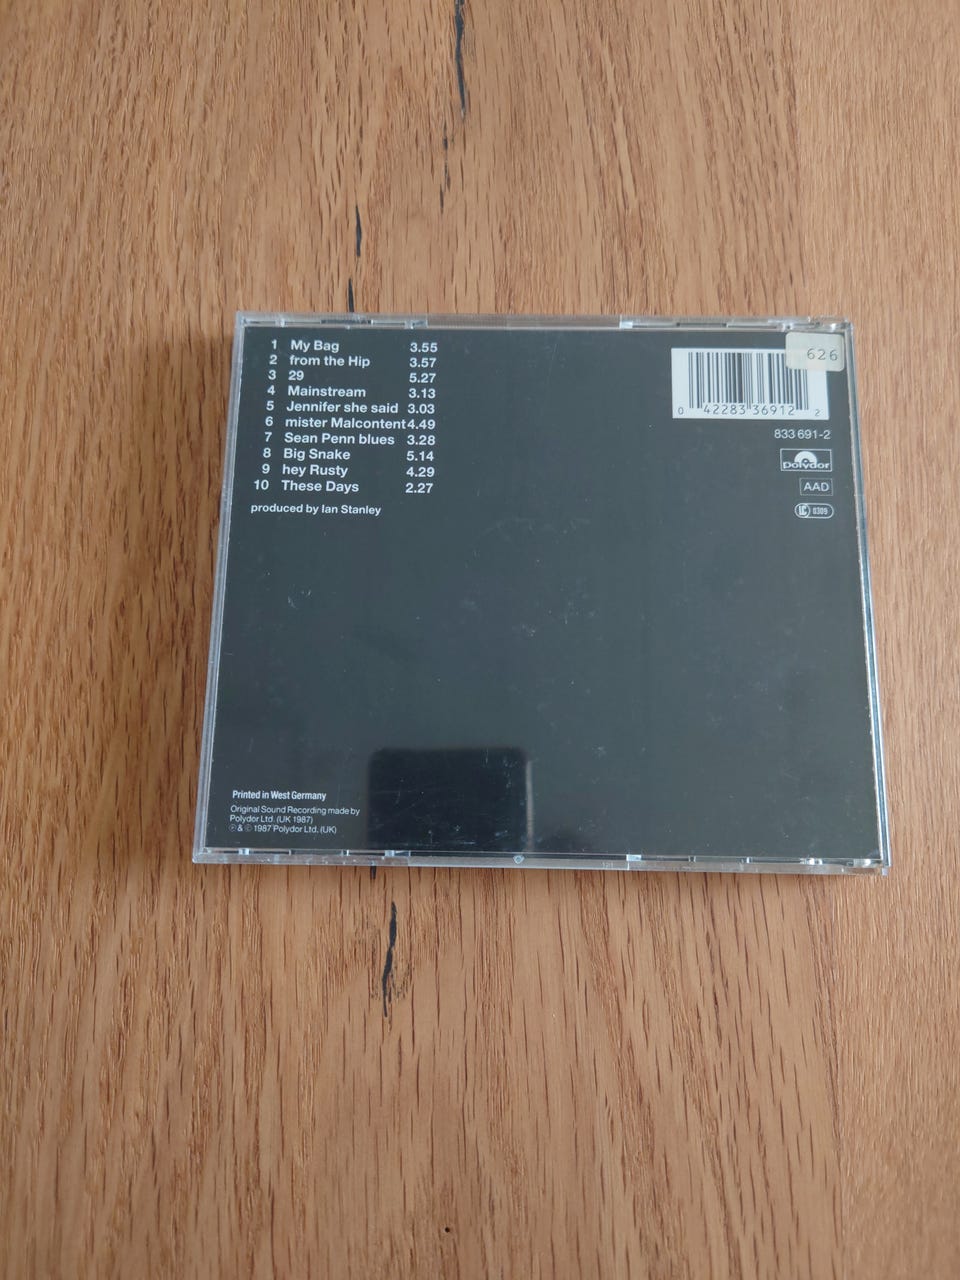 1 My Bag 3.55
2 from the Hip 3.57
3 29 5.27
4 Mainstream 3.13
5 Jennifer she said 3.03
6 mister Malcontent 4.49
7 Sean Penn blues 3.28
8 Big Snake 5.14
9 hey Rusty 4.29
10 These Days 2.27
produced by Ian Stanley
626
0 42283 36912 2
833 691-2
polydor
AAD
LC 0309
Printed in West Germany
Original Sound Recording made by
Polydor Ltd. (UK 1987)
℗ & © 1987 Polydor Ltd. (UK)